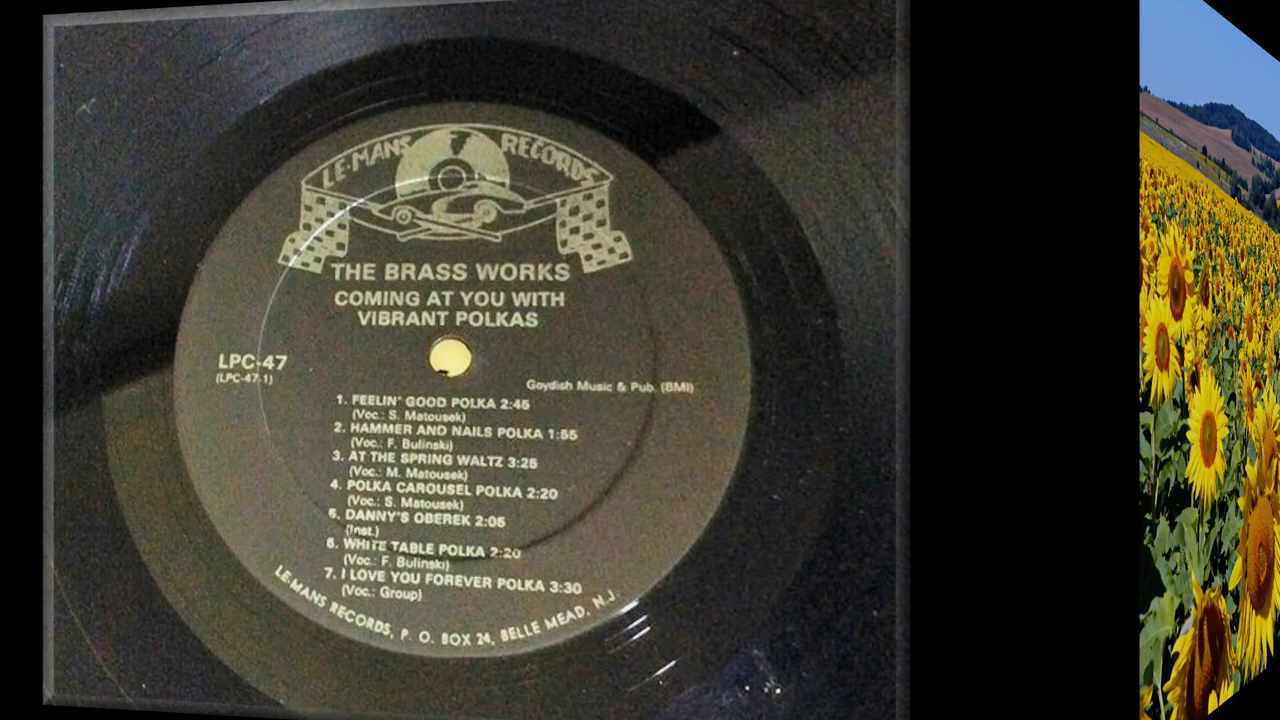 LE-MANS RECORDS
THE BRASS WORKS
COMING AT YOU WITH
VIBRANT POLKAS
LPC-47
(LPC-47-1)
Goydish Music & Pub. (BMI)
1. FEELIN' GOOD POLKA 2:45
(Voc.: S. Matousek)
2. HAMMER AND NAILS POLKA 1:55
(Voc.: F. Bulinski)
3. AT THE SPRING WALTZ 3:25
(Voc.: M. Matousek)
4. POLKA CAROUSEL POLKA 2:20
(Voc.: S. Matousek)
5. DANNY'S OBEREK 2:05
(Inst.)
6. WHITE TABLE POLKA 2:20
(Voc.: F. Bulinski)
7. I LOVE YOU FOREVER POLKA 3:30
(Voc.: Group)
LE-MANS RECORDS, P. O. BOX 24, BELLE MEAD, N.J.